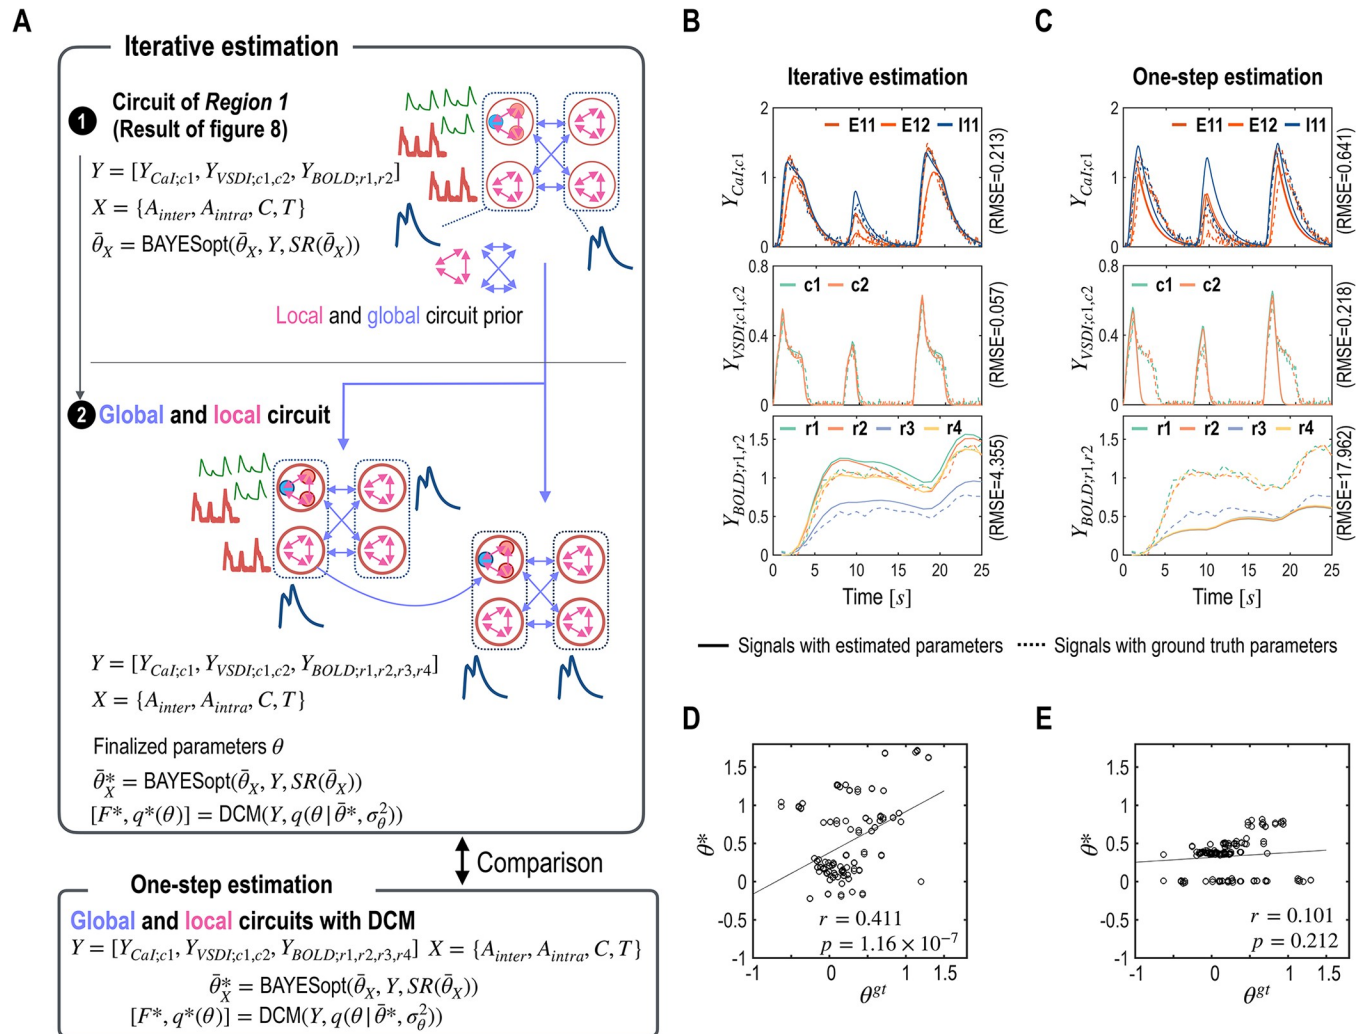 A
Iterative estimation
1 Circuit of Region 1
(Result of figure 8)
Y = [Y_{CaI;c1}, Y_{VSDI;c1,c2}, Y_{BOLD;r1,r2}]
X = {A_{inter}, A_{intra}, C, T}
θ̄_X = BAYESopt(θ̄_X, Y, SR(θ̄_X))
Local and global circuit prior
2 Global and local circuit
Y = [Y_{CaI;c1}, Y_{VSDI;c1,c2}, Y_{BOLD;r1,r2,r3,r4}]
X = {A_{inter}, A_{intra}, C, T}
Finalized parameters θ
θ̄*_X = BAYESopt(θ̄_X, Y, SR(θ̄_X))
[F*, q*(θ)] = DCM(Y, q(θ | θ̄*, σ²_θ))
Comparison
One-step estimation
Global and local circuits with DCM
Y = [Y_{CaI;c1}, Y_{VSDI;c1,c2}, Y_{BOLD;r1,r2,r3,r4}] X = {A_{inter}, A_{intra}, C, T}
θ̄*_X = BAYESopt(θ̄_X, Y, SR(θ̄_X))
[F*, q*(θ)] = DCM(Y, q(θ | θ̄*, σ²_θ))
B
Iterative estimation
2
1
0
Y_{CaI;c1}
E11 E12 I11
(RMSE=0.213)
0.8
0.4
0
Y_{VSDI;c1,c2}
c1 c2
(RMSE=0.057)
1.5
1
0.5
0
Y_{BOLD;r1,r2}
r1 r2 r3 r4
(RMSE=4.355)
0 5 10 15 20 25
Time [s]
C
One-step estimation
2
1
0
Y_{CaI;c1}
E11 E12 I11
(RMSE=0.641)
0.8
0.4
0
Y_{VSDI;c1,c2}
c1 c2
(RMSE=0.218)
1.5
1
0.5
0
Y_{BOLD;r1,r2}
r1 r2 r3 r4
(RMSE=17.962)
0 5 10 15 20 25
Time [s]
Signals with estimated parameters Signals with ground truth parameters
D
1.5
1
0.5
0
-0.5
-1
θ*
r = 0.411
p = 1.16 × 10⁻⁷
-1 0 1 1.5
θ^{gt}
E
1.5
1
0.5
0
-0.5
-1
θ*
r = 0.101
p = 0.212
-1 0 1 1.5
θ^{gt}